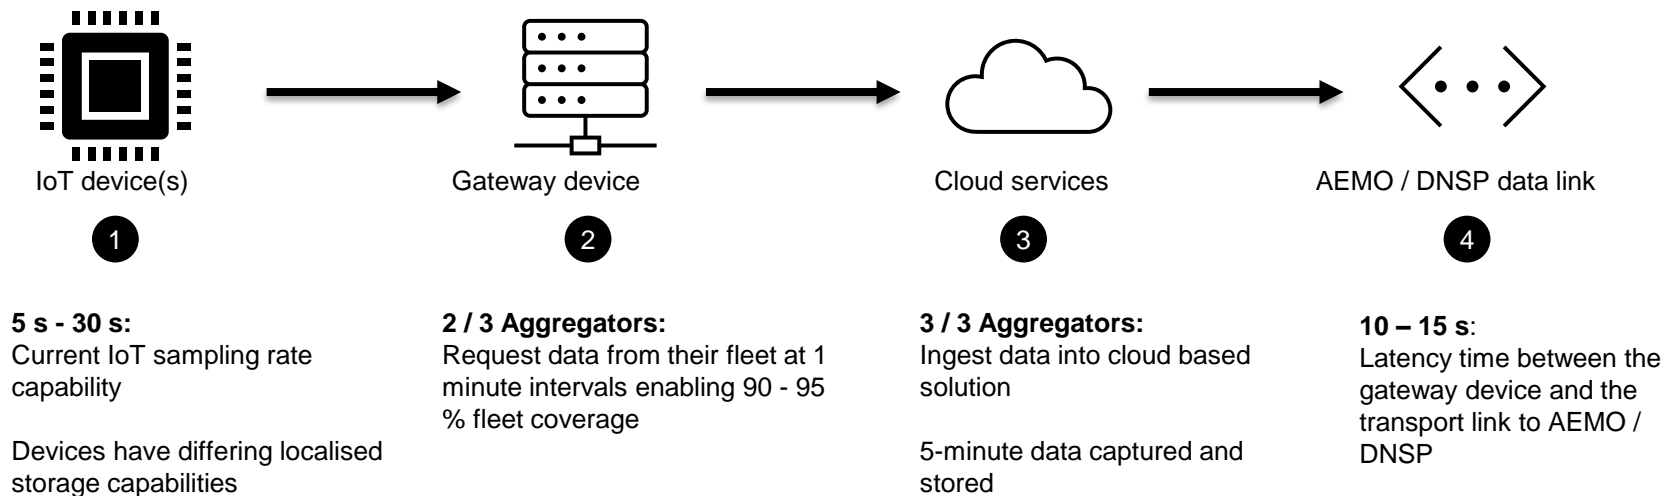 IoT device(s)
Gateway device
Cloud services
AEMO / DNSP data link
1
2
3
4
5 s - 30 s:
Current IoT sampling rate
capability
Devices have differing localised
storage capabilities
2 / 3 Aggregators:
Request data from their fleet at 1
minute intervals enabling 90 - 95
% fleet coverage
3 / 3 Aggregators:
Ingest data into cloud based
solution
5-minute data captured and
stored
10 – 15 s:
Latency time between the
gateway device and the
transport link to AEMO /
DNSP